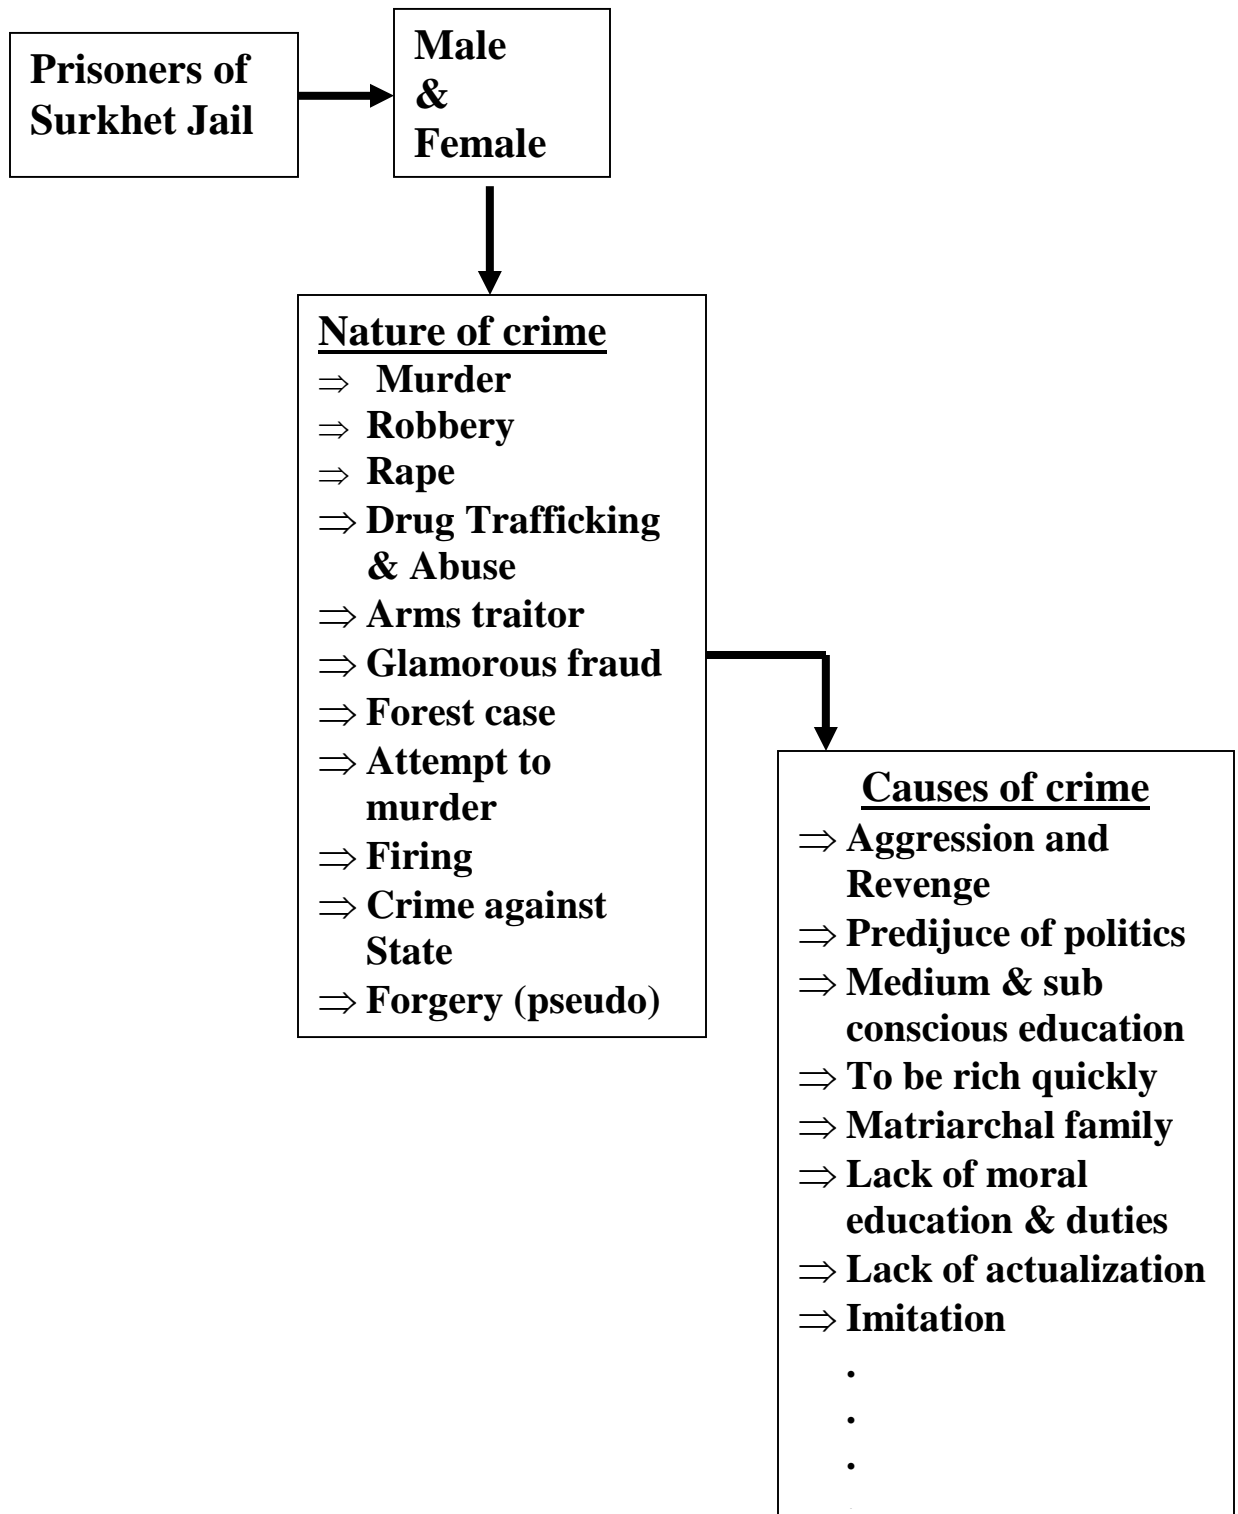 Prisoners of
Surkhet Jail
Male
&
Female
Nature of crime
⇒ Murder
⇒ Robbery
⇒ Rape
⇒ Drug Trafficking
& Abuse
⇒ Arms traitor
⇒ Glamorous fraud
⇒ Forest case
⇒ Attempt to
murder
⇒ Firing
⇒ Crime against
State
⇒ Forgery (pseudo)
Causes of crime
⇒ Aggression and
Revenge
⇒ Predijuce of politics
⇒ Medium & sub
conscious education
⇒ To be rich quickly
⇒ Matriarchal family
⇒ Lack of moral
education & duties
⇒ Lack of actualization
⇒ Imitation
.
.
.